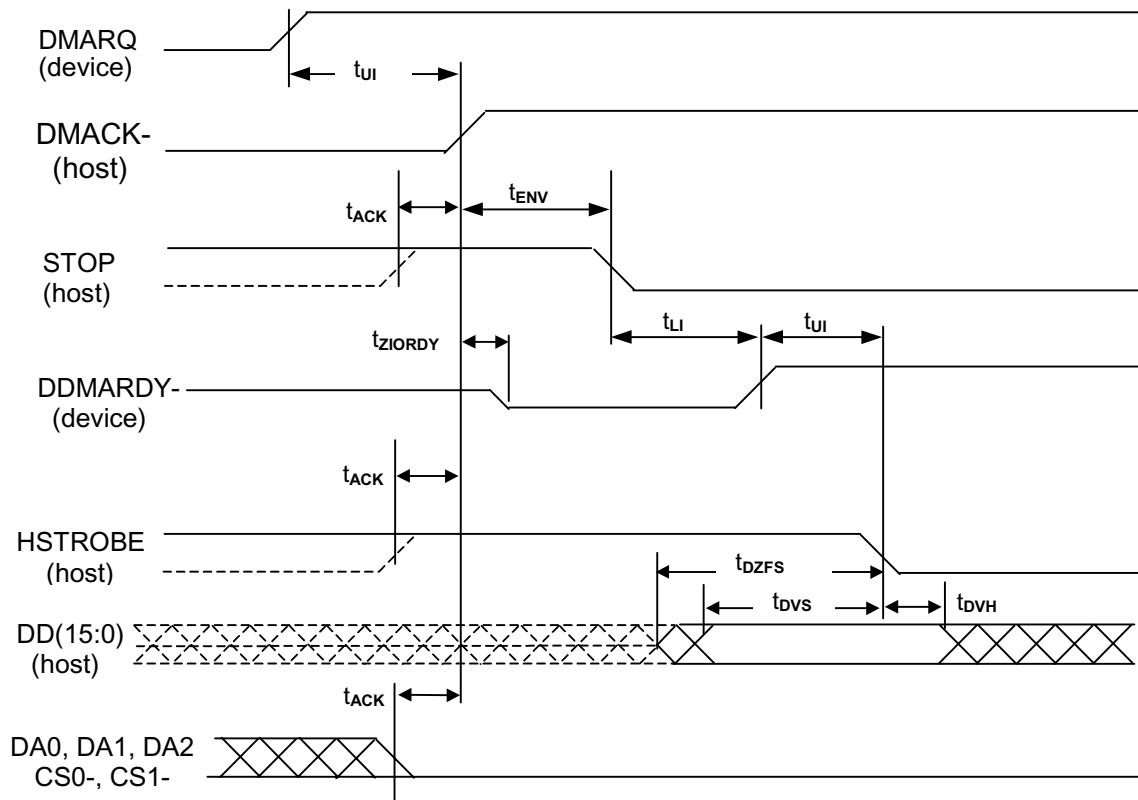 DMARQ
(device)
tUI
DMACK-
(host)
tACK
tENV
STOP
(host)
tLI
tUI
tZIORDY
DDMARDY-
(device)
tACK
HSTROBE
(host)
tDZFS
tDVS
tDVH
DD(15:0)
(host)
tACK
DA0, DA1, DA2
CS0-, CS1-